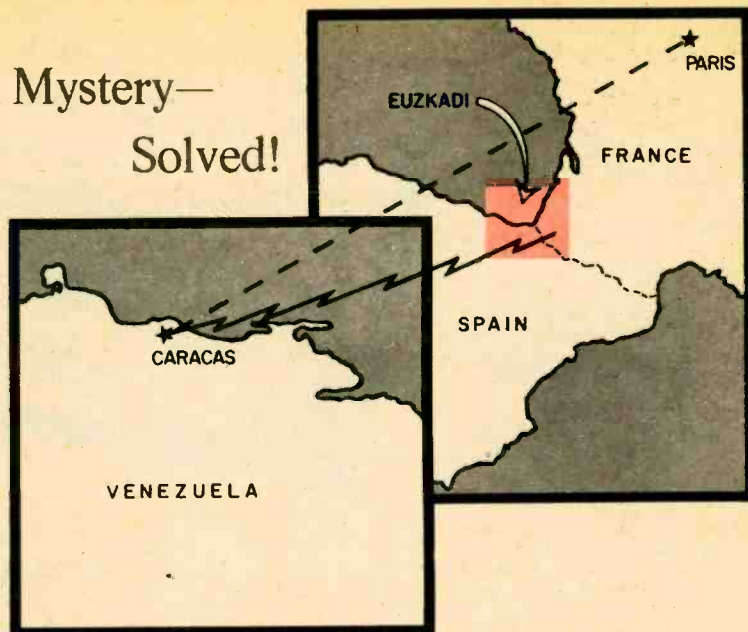 Mystery—
Solved!
PARIS
EUZKADI
FRANCE
SPAIN
CARACAS
VENEZUELA